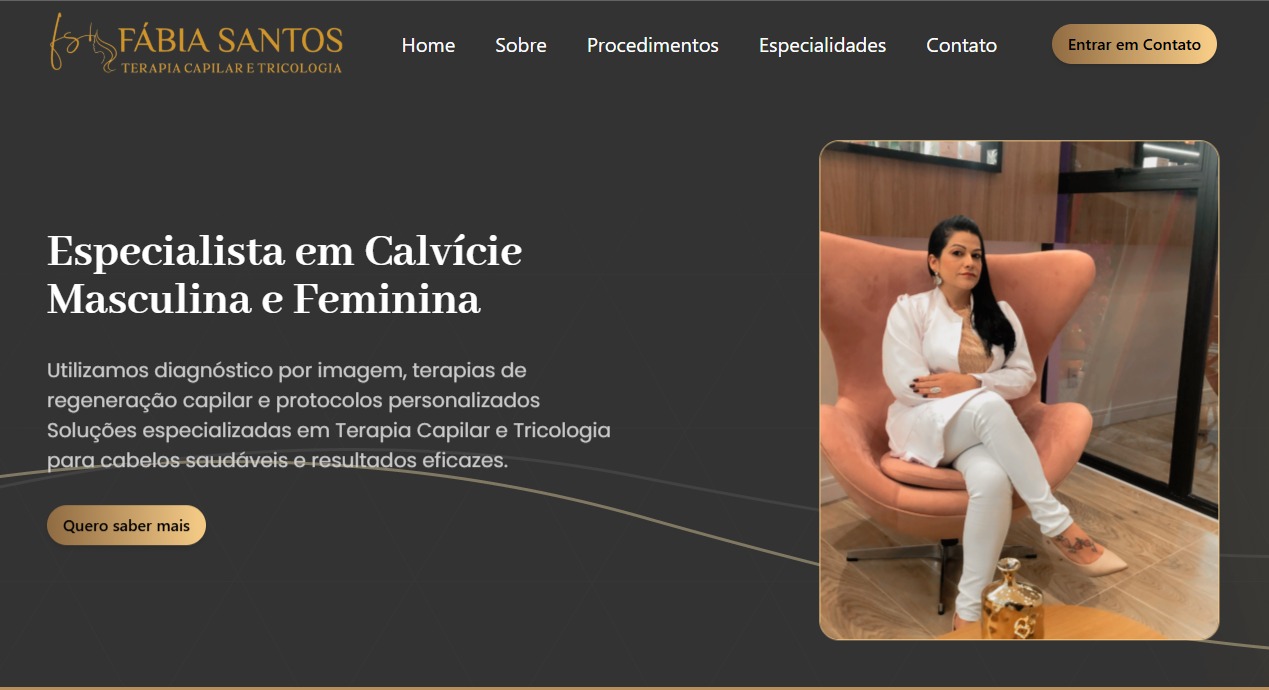 FÁBIA SANTOS
TERAPIA CAPILAR E TRICOLOGIA
Home
Sobre
Procedimentos
Especialidades
Contato
Entrar em Contato
Especialista em Calvície
Masculina e Feminina
Utilizamos diagnóstico por imagem, terapias de
regeneração capilar e protocolos personalizados
Soluções especializadas em Terapia Capilar e Tricologia
para cabelos saudáveis e resultados eficazes.
Quero saber mais